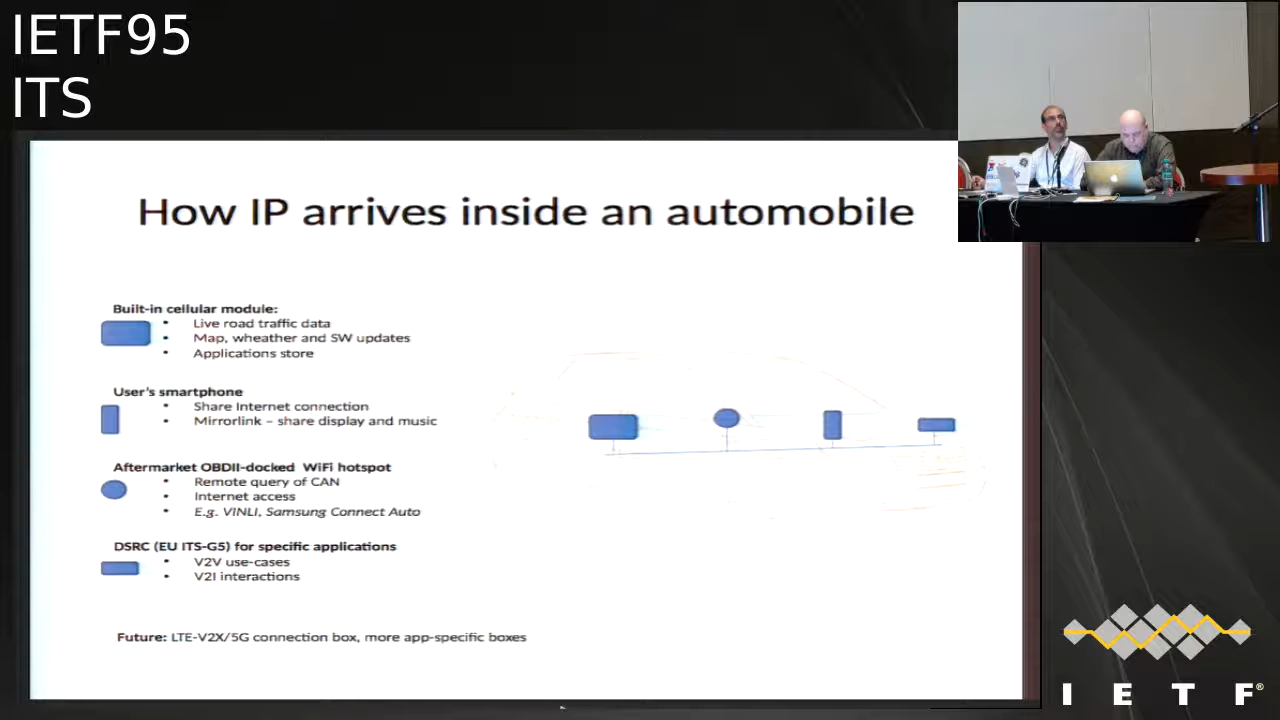 IETF95
ITS
How IP arrives inside an automobile
Built-in cellular module:
• Live road traffic data
• Map, wheather and SW updates
• Applications store
User's smartphone
• Share Internet connection
• Mirrorlink – share display and music
Aftermarket OBDII-docked WiFi hotspot
• Remote query of CAN
• Internet access
• E.g. VINLI, Samsung Connect Auto
DSRC (EU ITS-G5) for specific applications
• V2V use-cases
• V2I interactions
Future: LTE-V2X/5G connection box, more app-specific boxes
I E T F®